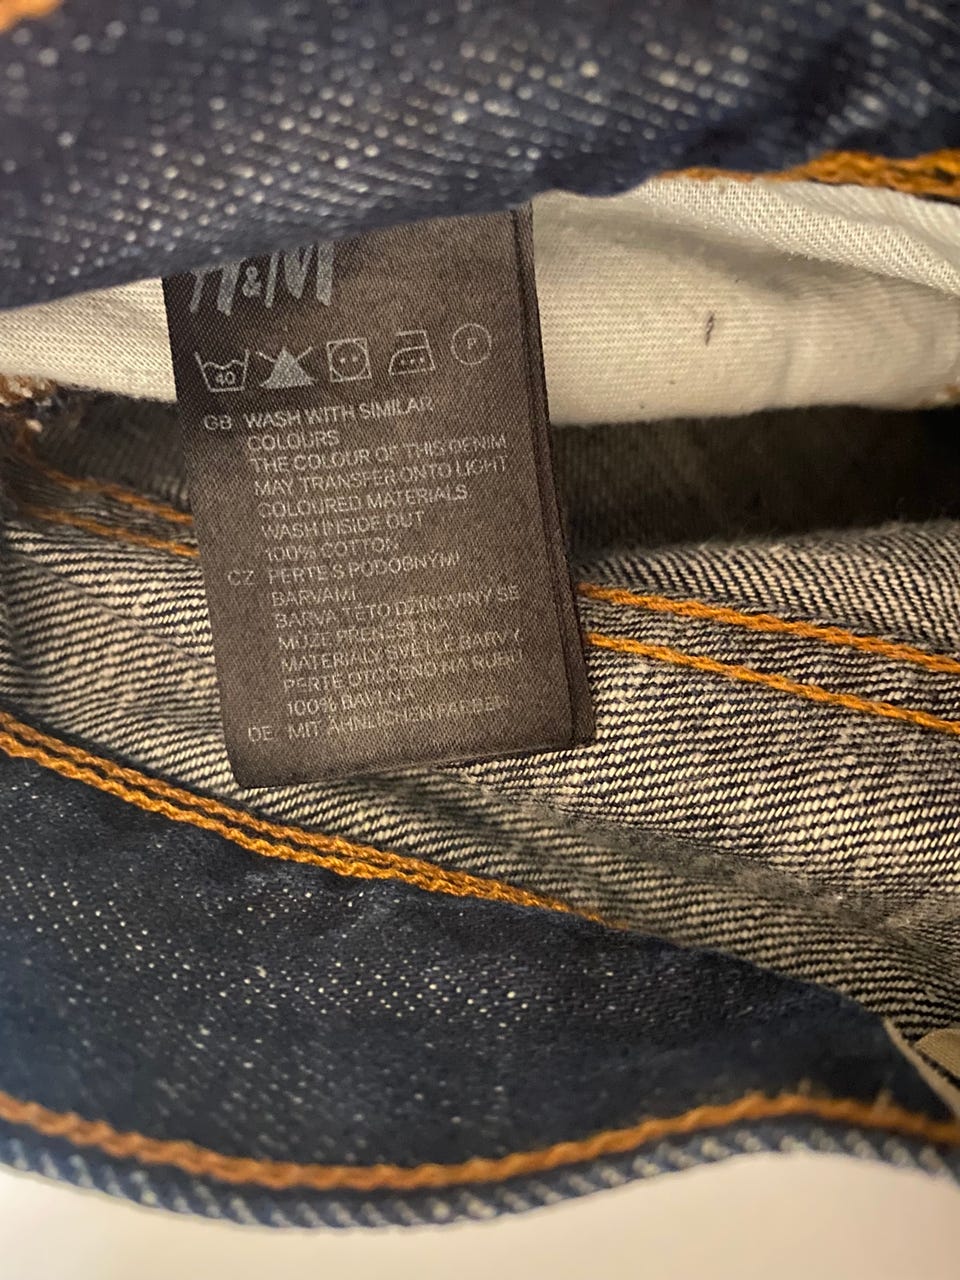 H&M
40 P
GB WASH WITH SIMILAR
COLOURS
THE COLOUR OF THIS DENIM
MAY TRANSFER ONTO LIGHT
COLOURED MATERIALS
WASH INSIDE OUT
100% COTTON
CZ PERTE S PODOBNÝMI
BARVAMI
BARVA TÉTO DŽÍNOVINY SE
MŮŽE PŘENÉST NA
MATERIÁLY SVĚTLÉ BARVY
PERTE OTOČENÉ NA RUBU
100% BAVLNA
DE MIT ÄHNLICHEN FARBEN